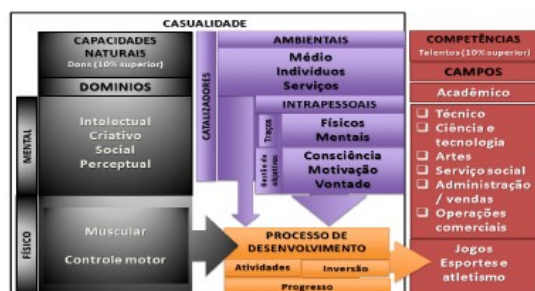 CASUALIDADE
CAPACIDADES
NATURAIS
Dons (10% superior)
DOMINIOS
MENTAL
Intelectual
Criativo
Social
Perceptual
FÍSICO
Muscular
Controle motor
CATALIZADORES
AMBIENTAIS
Médio
Indivíduos
Serviços
INTRAPESSOAIS
Traços
Físicos
Mentais
Gestão de
objetivos
Consciência
Motivação
Vontade
PROCESSO DE
DESENVOLVIMENTO
Atividades
Inversão
Progresso
COMPETÊNCIAS
Talentos (10% superior)
CAMPOS
Acadêmico
Técnico
Ciência e
tecnologia
Artes
Serviço social
Administração
/ vendas
Operações
comerciais
Jogos
Esportes e
atletismo